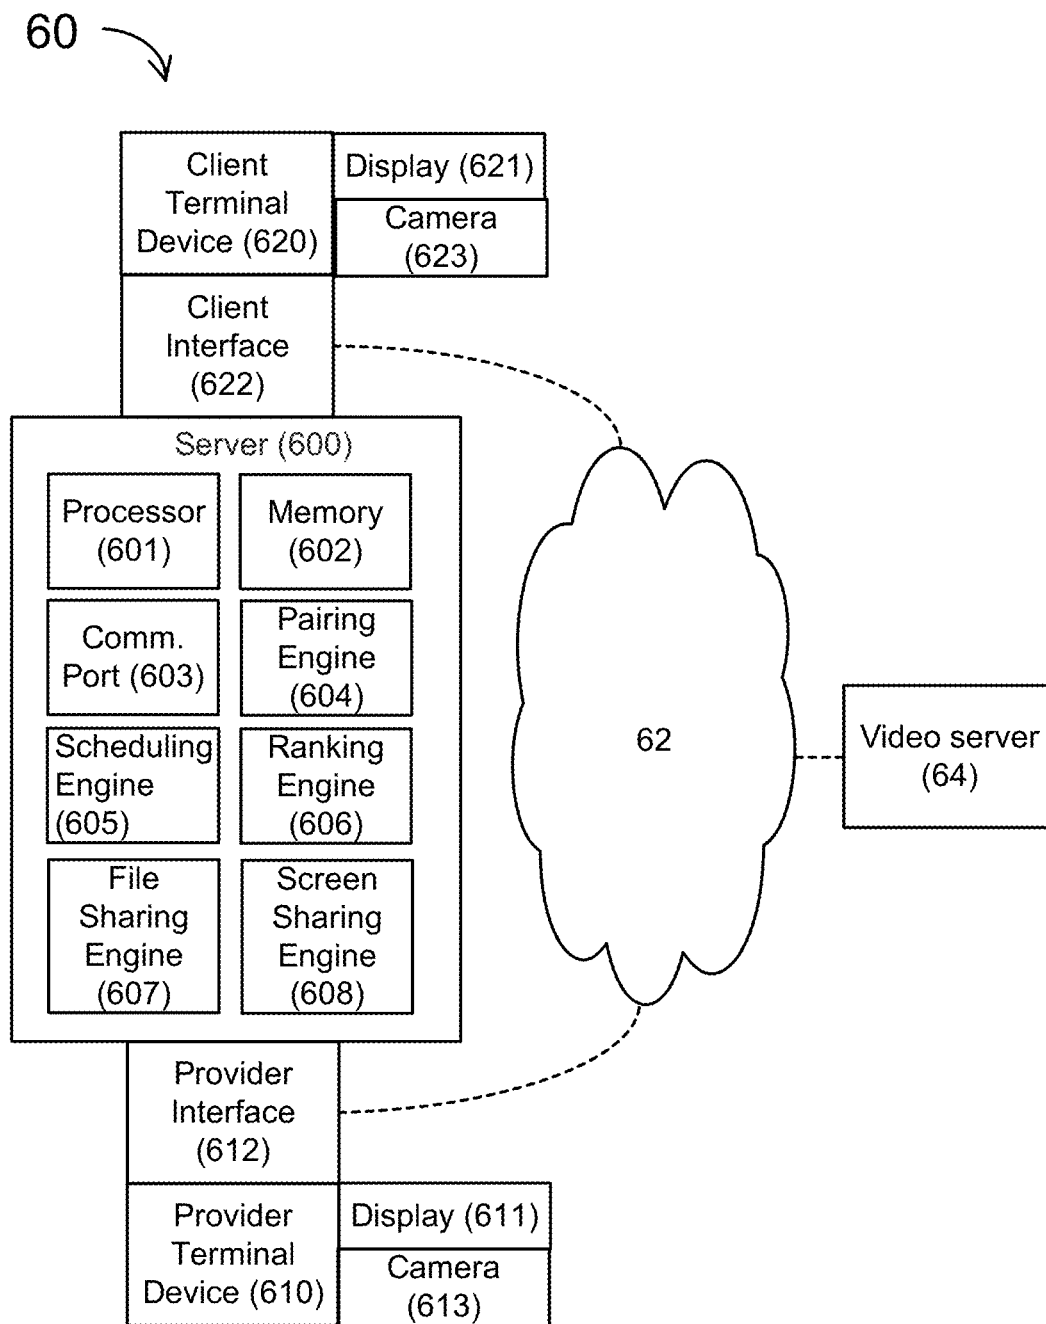 60
Client
Terminal
Device (620)
Display (621)
Camera
(623)
Client
Interface
(622)
Server (600)
Processor
(601)
Memory
(602)
Comm.
Port (603)
Pairing
Engine
(604)
Scheduling
Engine
(605)
Ranking
Engine
(606)
File
Sharing
Engine
(607)
Screen
Sharing
Engine
(608)
62
Video server
(64)
Provider
Interface
(612)
Provider
Terminal
Device (610)
Display (611)
Camera
(613)